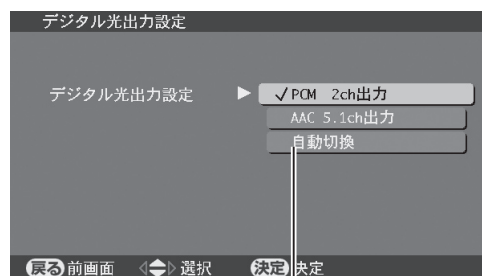 デジタル光出力設定
デジタル光出力設定 ▶ ✓PCM 2ch出力
AAC 5.1ch出力
自動切換
戻る 前画面 選択 決定 決定